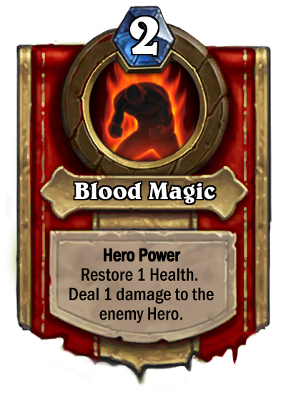 2
Blood Magic
Hero Power
Restore 1 Health.
Deal 1 damage to the
enemy Hero.